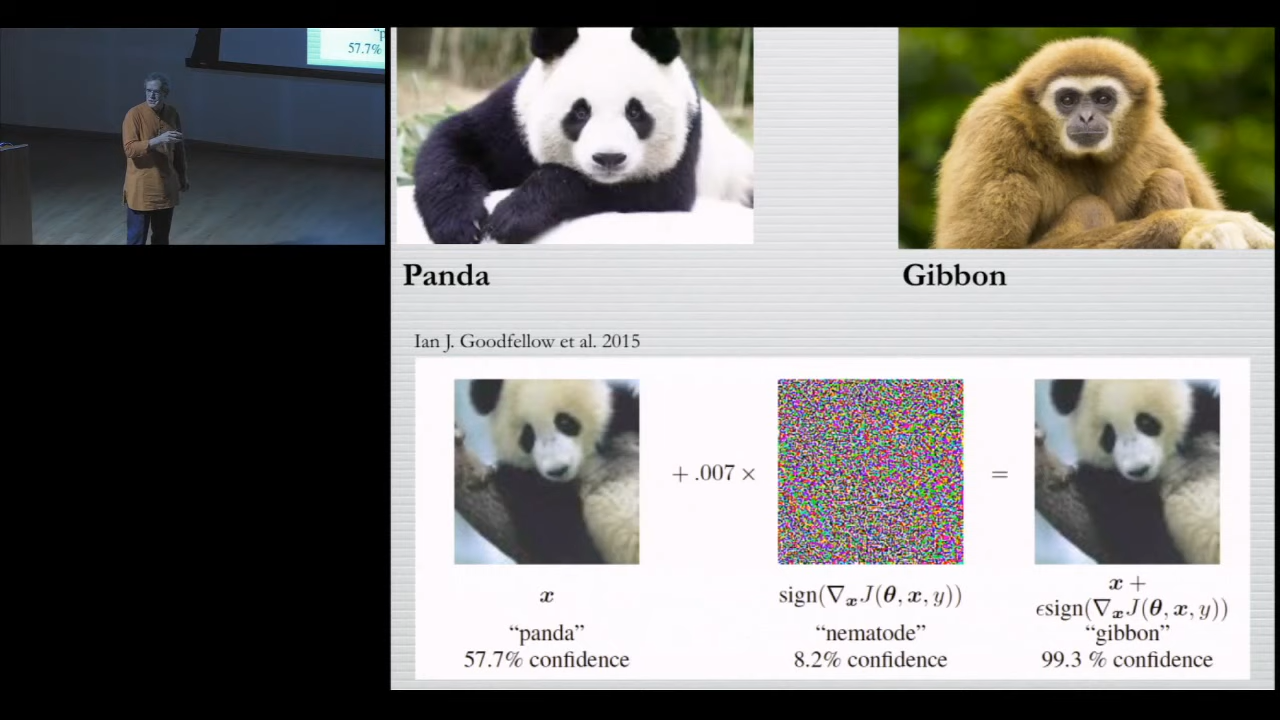 57.7%
Panda
Gibbon
Ian J. Goodfellow et al. 2015
+ .007 ×
=
x
sign(∇ₓJ(θ, x, y))
x +
ϵsign(∇ₓJ(θ, x, y))
“panda”
“nematode”
“gibbon”
57.7% confidence
8.2% confidence
99.3 % confidence